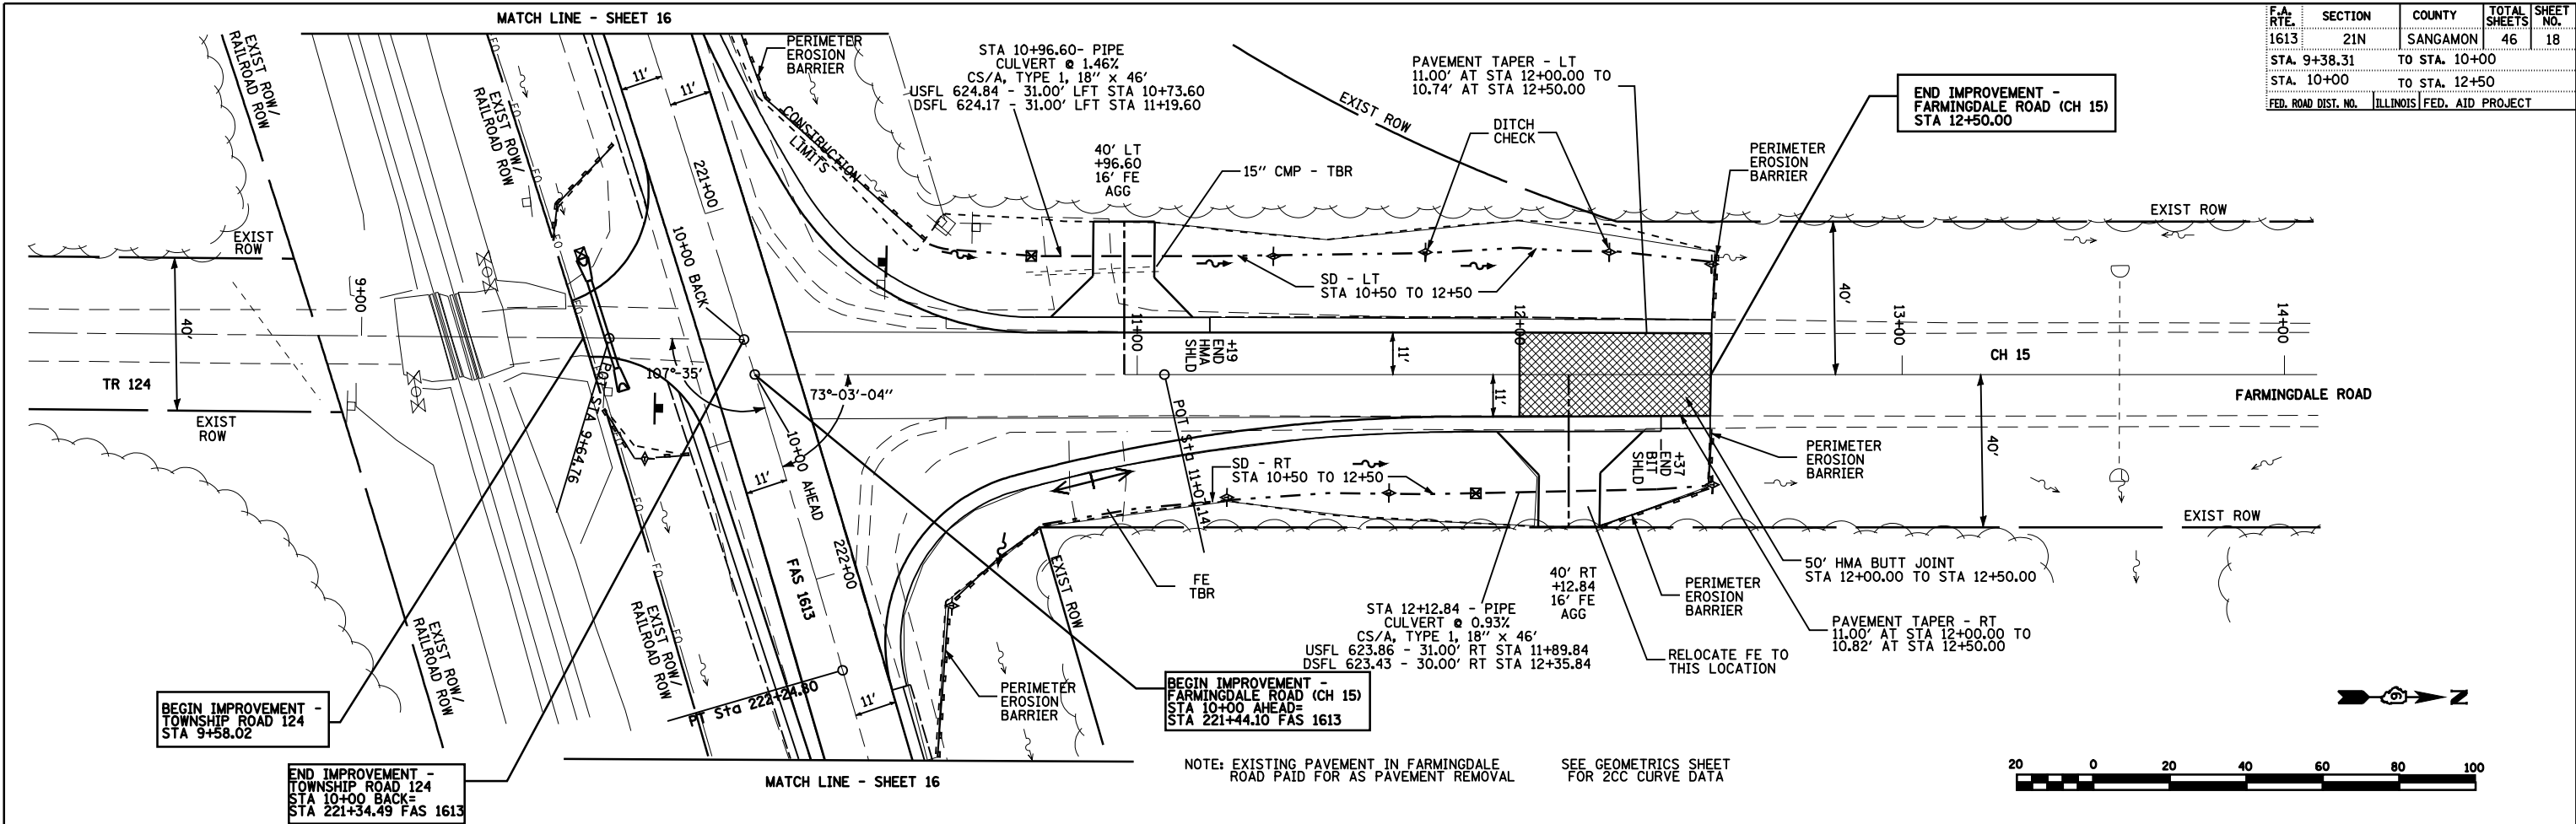 MATCH LINE - SHEET 16
F.A. RTE.
SECTION
COUNTY
TOTAL SHEETS
SHEET NO.
1613
21N
SANGAMON
46
18
STA. 9+38.31 TO STA. 10+00
STA. 10+00 TO STA. 12+50
FED. ROAD DIST. NO.
ILLINOIS
FED. AID PROJECT
EXIST ROW/
RAILROAD ROW
EXIST ROW/
RAILROAD ROW
FO
FO
11'
11'
PERIMETER
EROSION
BARRIER
CONSTRUCTION
LIMITS
STA 10+96.60- PIPE
CULVERT @ 1.46%
CS/A, TYPE 1, 18" x 46'
USFL 624.84 - 31.00' LFT STA 10+73.60
DSFL 624.17 - 31.00' LFT STA 11+19.60
40' LT
+96.60
16' FE
AGG
15" CMP - TBR
EXIST ROW
PAVEMENT TAPER - LT
11.00' AT STA 12+00.00 TO
10.74' AT STA 12+50.00
DITCH
CHECK
END IMPROVEMENT -
FARMINGDALE ROAD (CH 15)
STA 12+50.00
PERIMETER
EROSION
BARRIER
EXIST ROW
EXIST
ROW
40'
9+00
FO
FO
221+00
10+00 BACK
SD - LT
STA 10+50 TO 12+50
11+00
+19
END
HMA
SHLD
11'
12+00
40'
13+00
14+00
CH 15
FARMINGDALE ROAD
TR 124
EXIST
ROW
107°-35'
73°-03'-04"
POT STA 9+64.76
10+00 AHEAD
11'
11'
POT Sta 11+07.14
SD - RT
STA 10+50 TO 12+50
+37
END
BIT
SHLD
PERIMETER
EROSION
BARRIER
40'
EXIST ROW
FO
FO
FO
FAS 1613
222+00
EXIST ROW
FE
TBR
40' RT
+12.84
16' FE
AGG
50' HMA BUTT JOINT
STA 12+00.00 TO STA 12+50.00
STA 12+12.84 - PIPE
CULVERT @ 0.93%
CS/A, TYPE 1, 18" x 46'
USFL 623.86 - 31.00' RT STA 11+89.84
DSFL 623.43 - 30.00' RT STA 12+35.84
PERIMETER
EROSION
BARRIER
PAVEMENT TAPER - RT
11.00' AT STA 12+00.00 TO
10.82' AT STA 12+50.00
RELOCATE FE TO
THIS LOCATION
EXIST ROW/
RAILROAD ROW
EXIST ROW/
RAILROAD ROW
PT Sta 222+24.80
11'
PERIMETER
EROSION
BARRIER
BEGIN IMPROVEMENT -
FARMINGDALE ROAD (CH 15)
STA 10+00 AHEAD=
STA 221+44.10 FAS 1613
BEGIN IMPROVEMENT -
TOWNSHIP ROAD 124
STA 9+58.02
END IMPROVEMENT -
TOWNSHIP ROAD 124
STA 10+00 BACK=
STA 221+34.49 FAS 1613
MATCH LINE - SHEET 16
NOTE: EXISTING PAVEMENT IN FARMINGDALE
ROAD PAID FOR AS PAVEMENT REMOVAL
SEE GEOMETRICS SHEET
FOR 2CC CURVE DATA
N
20 0 20 40 60 80 100